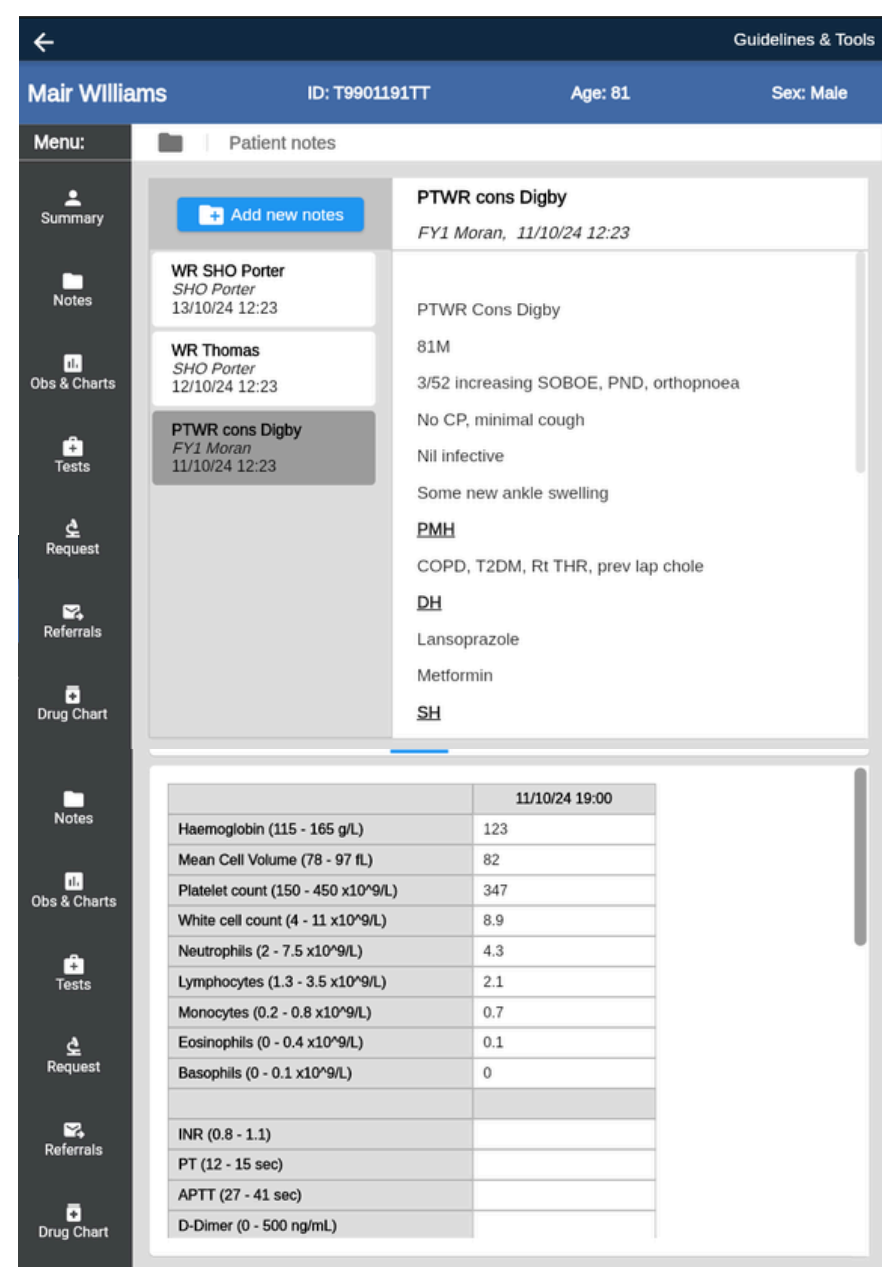 Guidelines & Tools
Mair WIlliams
ID: T9901191TT
Age: 81
Sex: Male
Menu:
Patient notes
Summary
Notes
Obs & Charts
Tests
Request
Referrals
Drug Chart
Add new notes
WR SHO Porter
SHO Porter
13/10/24 12:23
WR Thomas
SHO Porter
12/10/24 12:23
PTWR cons Digby
FY1 Moran
11/10/24 12:23
PTWR cons Digby
FY1 Moran, 11/10/24 12:23
PTWR Cons Digby
81M
3/52 increasing SOBOE, PND, orthopnoea
No CP, minimal cough
Nil infective
Some new ankle swelling
PMH
COPD, T2DM, Rt THR, prev lap chole
DH
Lansoprazole
Metformin
SH
Notes
Obs & Charts
Tests
Request
Referrals
Drug Chart
11/10/24 19:00
Haemoglobin (115 - 165 g/L) 123
Mean Cell Volume (78 - 97 fL) 82
Platelet count (150 - 450 x10^9/L) 347
White cell count (4 - 11 x10^9/L) 8.9
Neutrophils (2 - 7.5 x10^9/L) 4.3
Lymphocytes (1.3 - 3.5 x10^9/L) 2.1
Monocytes (0.2 - 0.8 x10^9/L) 0.7
Eosinophils (0 - 0.4 x10^9/L) 0.1
Basophils (0 - 0.1 x10^9/L) 0
INR (0.8 - 1.1)
PT (12 - 15 sec)
APTT (27 - 41 sec)
D-Dimer (0 - 500 ng/mL)